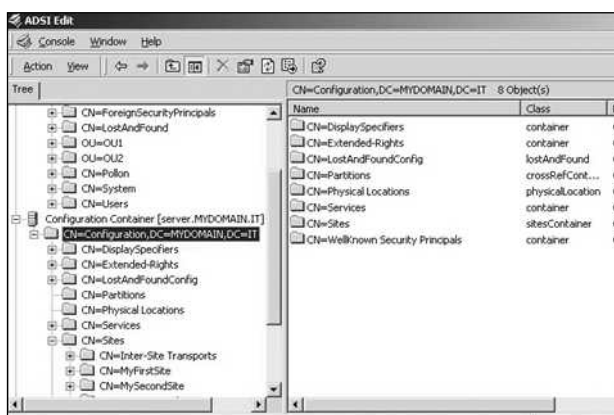 ADSI Edit
Console Window Help
Action View
Tree
CN=Configuration,DC=MYDOMAIN,DC=IT 8 Object(s)
CN=ForeignSecurityPrincipals
CN=LostAndFound
OU=OU1
OU=OU2
CN=Pollon
CN=System
CN=Users
Configuration Container [server.MYDOMAIN.IT]
CN=Configuration,DC=MYDOMAIN,DC=IT
CN=DisplaySpecifiers
CN=Extended-Rights
CN=LostAndFoundConfig
CN=Partitions
CN=Physical Locations
CN=Services
CN=Sites
CN=Inter-Site Transports
CN=MyFirstSite
CN=MySecondSite
Name Class
CN=DisplaySpecifiers container
CN=Extended-Rights container
CN=LostAndFoundConfig lostAndFound
CN=Partitions crossRefCont...
CN=Physical Locations physicalLocation
CN=Services container
CN=Sites sitesContainer
CN=WellKnown Security Principals container